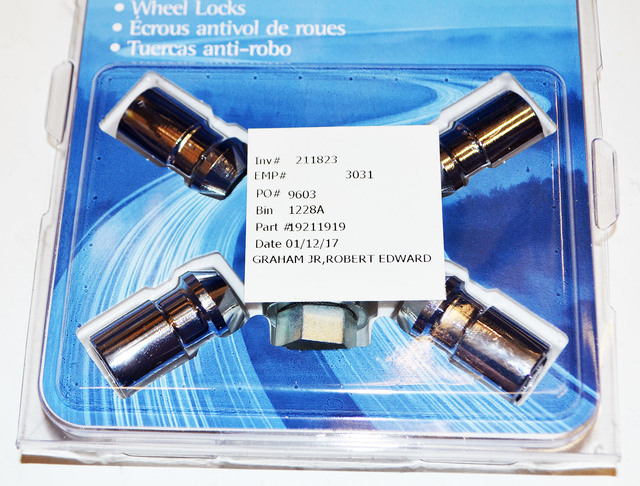 • Wheel Locks
• Écrous antivol de roues
• Tuercas anti-robo
Inv# 211823
EMP# 3031
PO# 9603
Bin 1228A
Part #19211919
Date 01/12/17
GRAHAM JR,ROBERT EDWARD